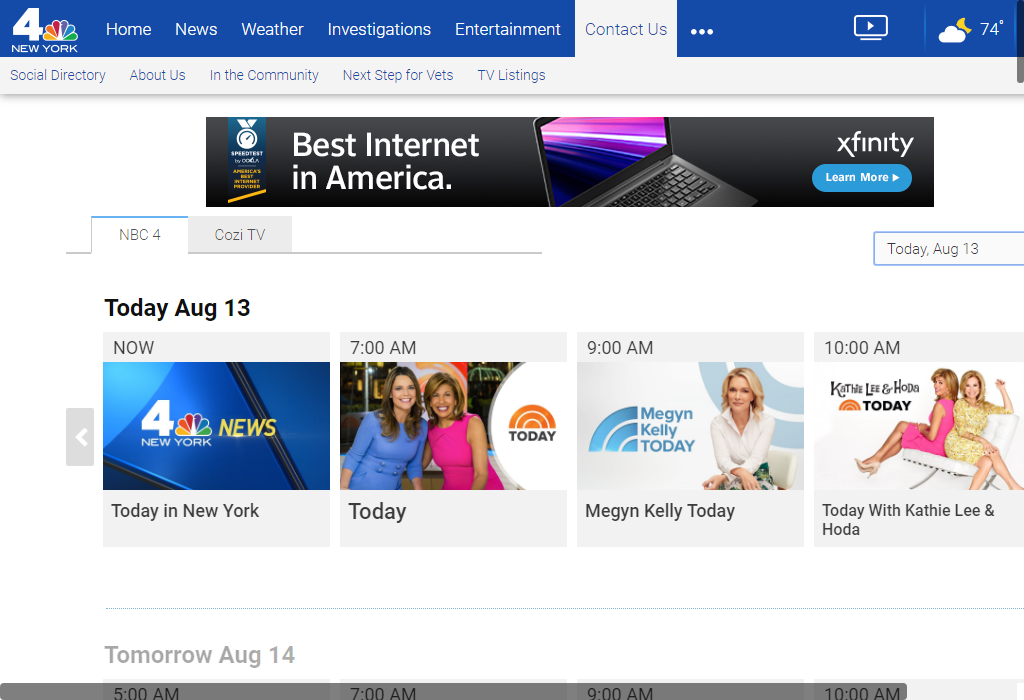 4
NEW YORK
Home
News
Weather
Investigations
Entertainment
Contact Us
•••
74°
Social Directory
About Us
In the Community
Next Step for Vets
TV Listings
SPEEDTEST
by OOKLA
AMERICA'S
BEST
INTERNET
PROVIDER
Best Internet
in America.
xfinity
Learn More
NBC 4
Cozi TV
Today, Aug 13
Today Aug 13
NOW
7:00 AM
9:00 AM
10:00 AM
4 NEWS
NEW YORK
TODAY
Megyn
Kelly
TODAY
KATHIE LEE & HODA
TODAY
Today in New York
Today
Megyn Kelly Today
Today With Kathie Lee &
Hoda
Tomorrow Aug 14
5:00 AM
7:00 AM
9:00 AM
10:00 AM